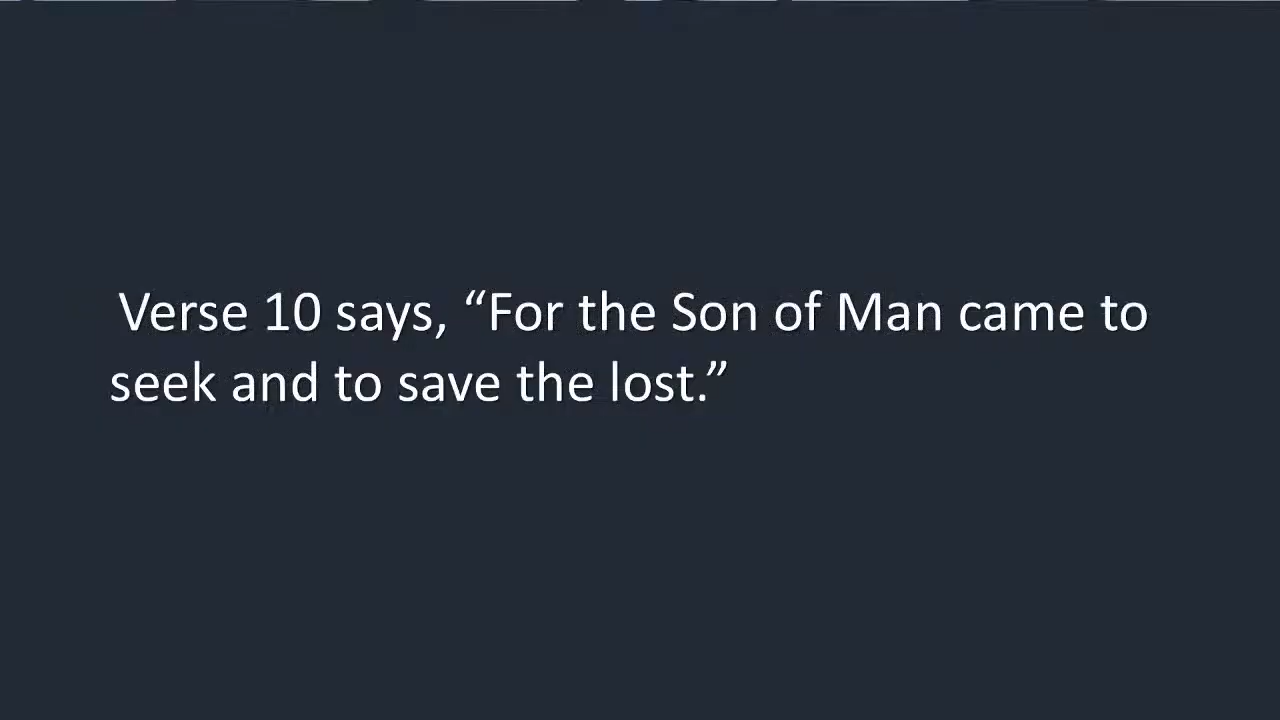 Verse 10 says, “For the Son of Man came to
seek and to save the lost.”